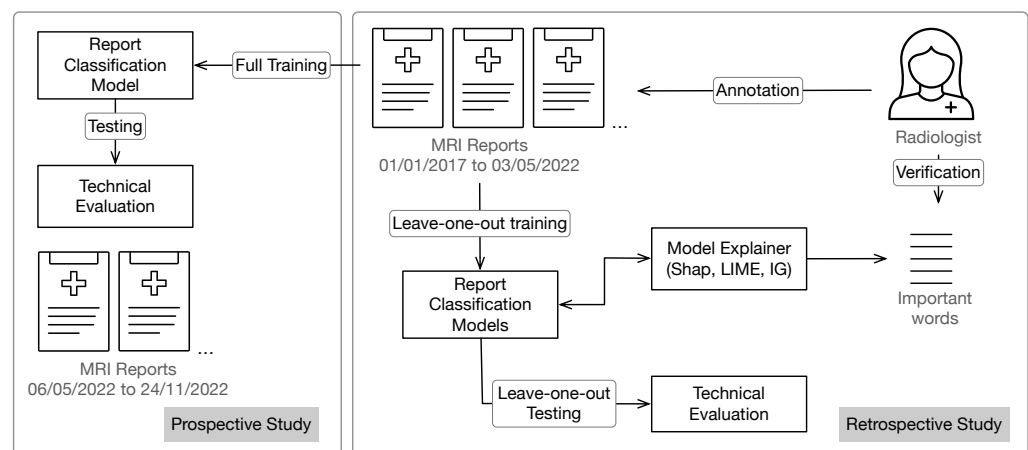 Report
Classification
Model
Full Training
Testing
Technical
Evaluation
MRI Reports
06/05/2022 to 24/11/2022
...
Prospective Study
...
MRI Reports
01/01/2017 to 03/05/2022
Annotation
Radiologist
Verification
Leave-one-out training
Report
Classification
Models
Model Explainer
(Shap, LIME, IG)
Important
words
Leave-one-out
Testing
Technical
Evaluation
Retrospective Study